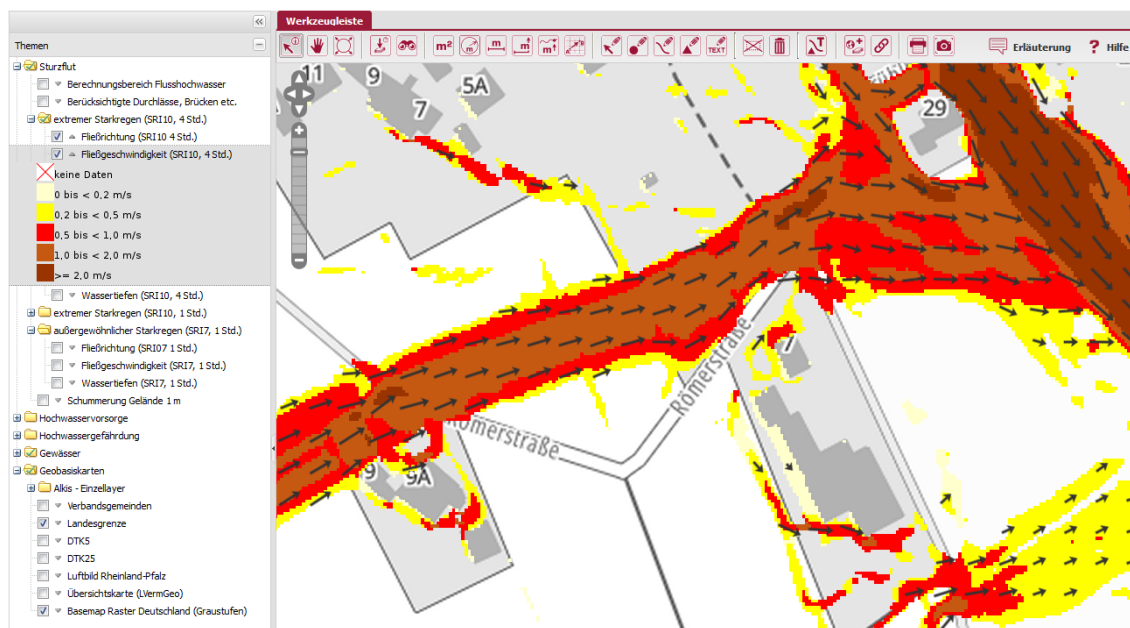 Werkzeugleiste
Themen
m² m m m m TEXT
Erläuterung ? Hilfe
Sturzflut
Berechnungsbereich Flusshochwasser
Berücksichtigte Durchlässe, Brücken etc.
extremer Starkregen (SRI10, 4 Std.)
Fließrichtung (SRI10 4 Std.)
Fließgeschwindigkeit (SRI10, 4 Std.)
keine Daten
0 bis < 0,2 m/s
0,2 bis < 0,5 m/s
0,5 bis < 1,0 m/s
1,0 bis < 2,0 m/s
>= 2,0 m/s
Wassertiefen (SRI10, 4 Std.)
extremer Starkregen (SRI10, 1 Std.)
außergewöhnlicher Starkregen (SRI7, 1 Std.)
Fließrichtung (SRI07 1 Std.)
Fließgeschwindigkeit (SRI7, 1 Std.)
Wassertiefen (SRI7, 1 Std.)
Schummerung Gelände 1 m
Hochwasservorsorge
Hochwassergefährdung
Gewässer
Geobasiskarten
Alkis - Einzellayer
Verbandsgemeinden
Landesgrenze
DTK5
DTK25
Luftbild Rheinland-Pfalz
Übersichtskarte (LVermGeo)
Basemap Raster Deutschland (Graustufen)
11
9
5A
7
29
Römerstraße
7
Römerstraße
9
9A